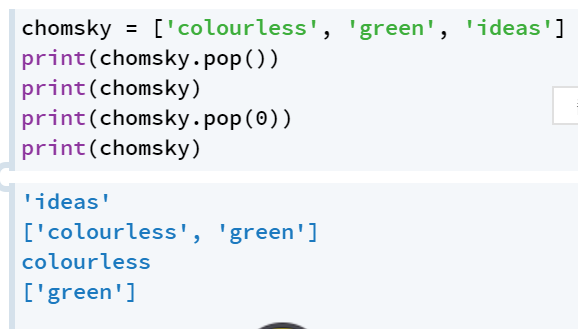 chomsky = ['colourless', 'green', 'ideas']
print(chomsky.pop())
print(chomsky)
print(chomsky.pop(0))
print(chomsky)
'ideas'
['colourless', 'green']
colourless
['green']